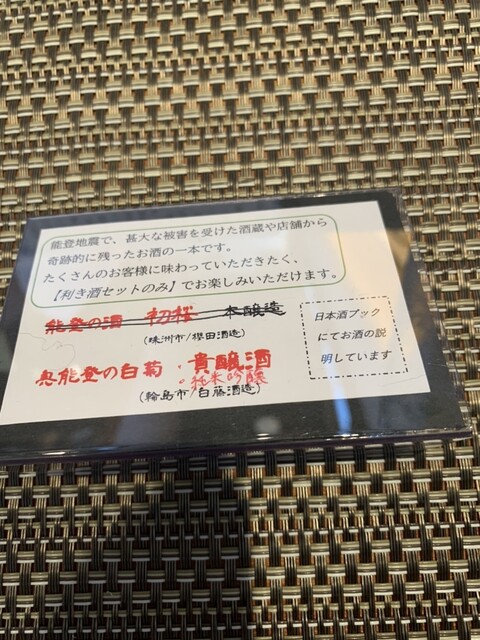 能登地震で、甚大な被害を受けた酒蔵や店舗から
奇跡的に残ったお酒の一本です。
たくさんのお客様に味わっていただきたく、
【利き酒セットのみ】でお楽しみいただけます。
能登の酒 初桜 本醸造
(珠洲市/櫻田酒造)
奥能登の白菊・貴醸酒
・純米吟醸
(輪島市/白藤酒造)
日本酒ブック
にてお酒の説
明しています